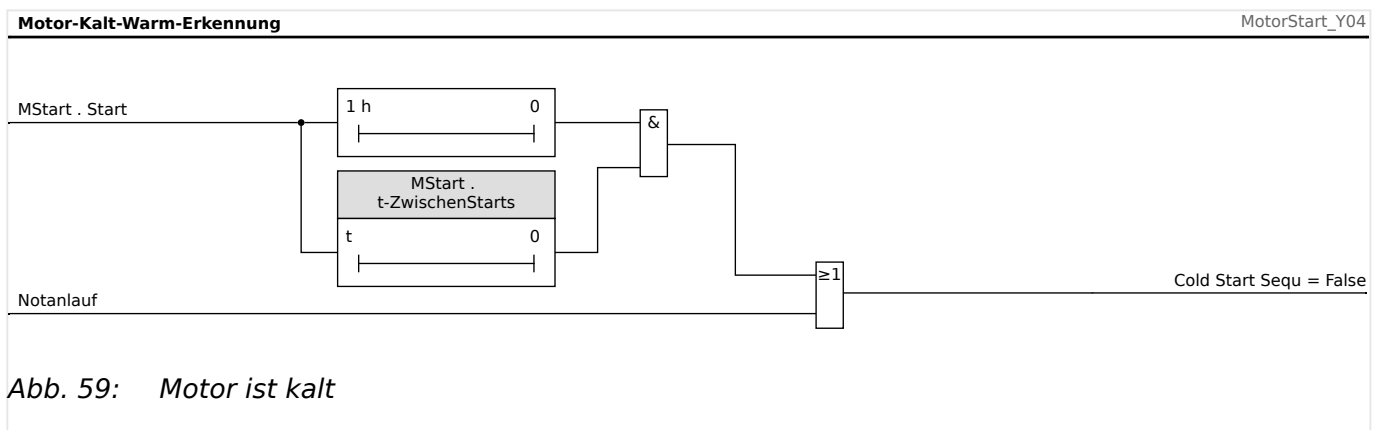 Motor-Kalt-Warm-Erkennung
MotorStart_Y04
MStart . Start
1 h 0
&
MStart .
t-ZwischenStarts
t 0
≥1
Cold Start Sequ = False
Notanlauf
Abb. 59: Motor ist kalt